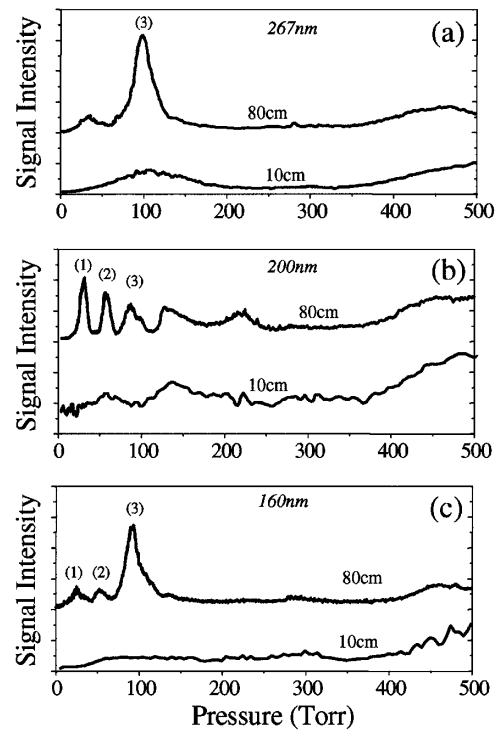 267nm
(a)
(3)
80cm
10cm
Signal Intensity
0 100 200 300 400 500
200nm
(b)
(1) (2) (3)
80cm
10cm
Signal Intensity
0 100 200 300 400 500
160nm
(c)
(3)
(1) (2)
80cm
10cm
Signal Intensity
0 100 200 300 400 500
Pressure (Torr)